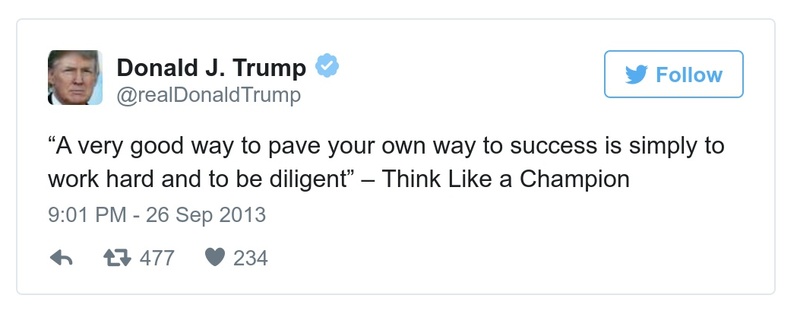 Donald J. Trump
@realDonaldTrump
Follow
“A very good way to pave your own way to success is simply to
work hard and to be diligent” – Think Like a Champion
9:01 PM - 26 Sep 2013
477 234